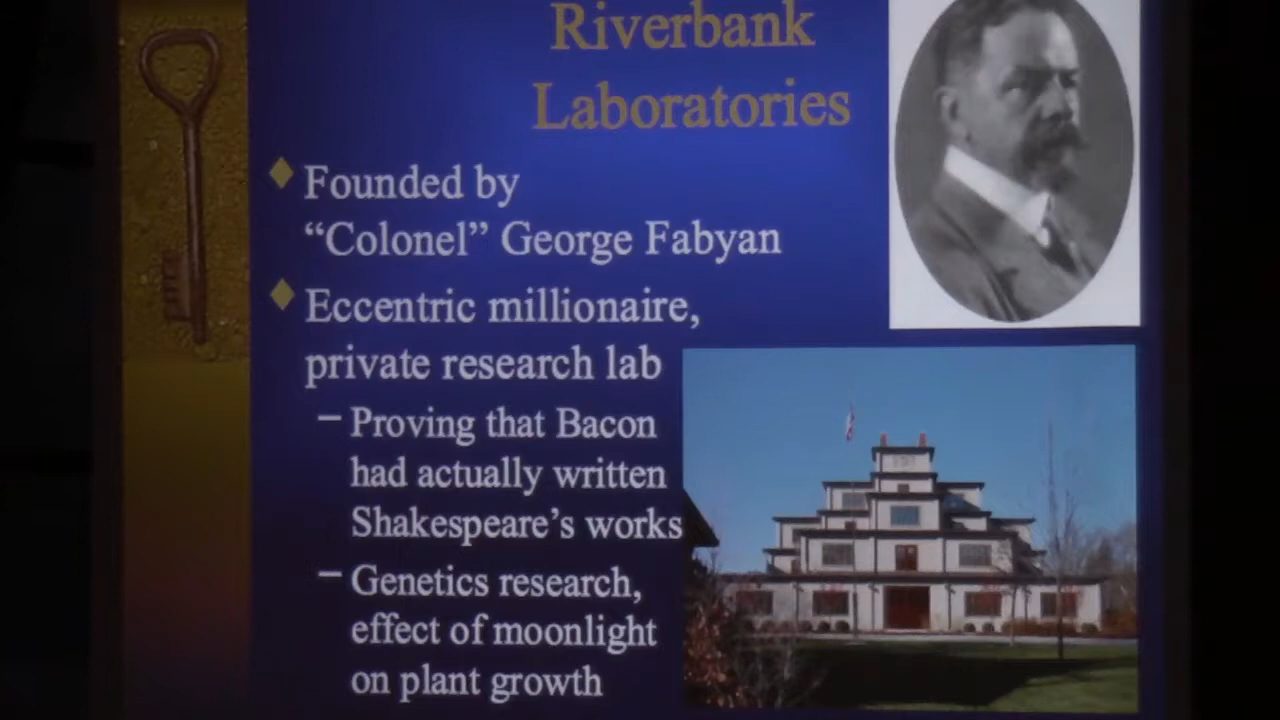 Riverbank
Laboratories
Founded by
“Colonel” George Fabyan
Eccentric millionaire,
private research lab
– Proving that Bacon
had actually written
Shakespeare’s works
– Genetics research,
effect of moonlight
on plant growth